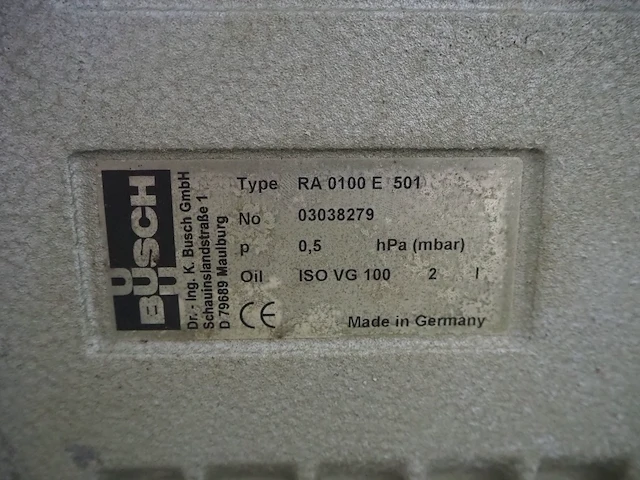 BUSCH
Dr. - Ing. K. Busch GmbH
Schauinslandstraße 1
D 79689 Maulburg
Type RA 0100 E 501
No 03038279
p 0,5 hPa (mbar)
Oil ISO VG 100 2 l
CE Made in Germany